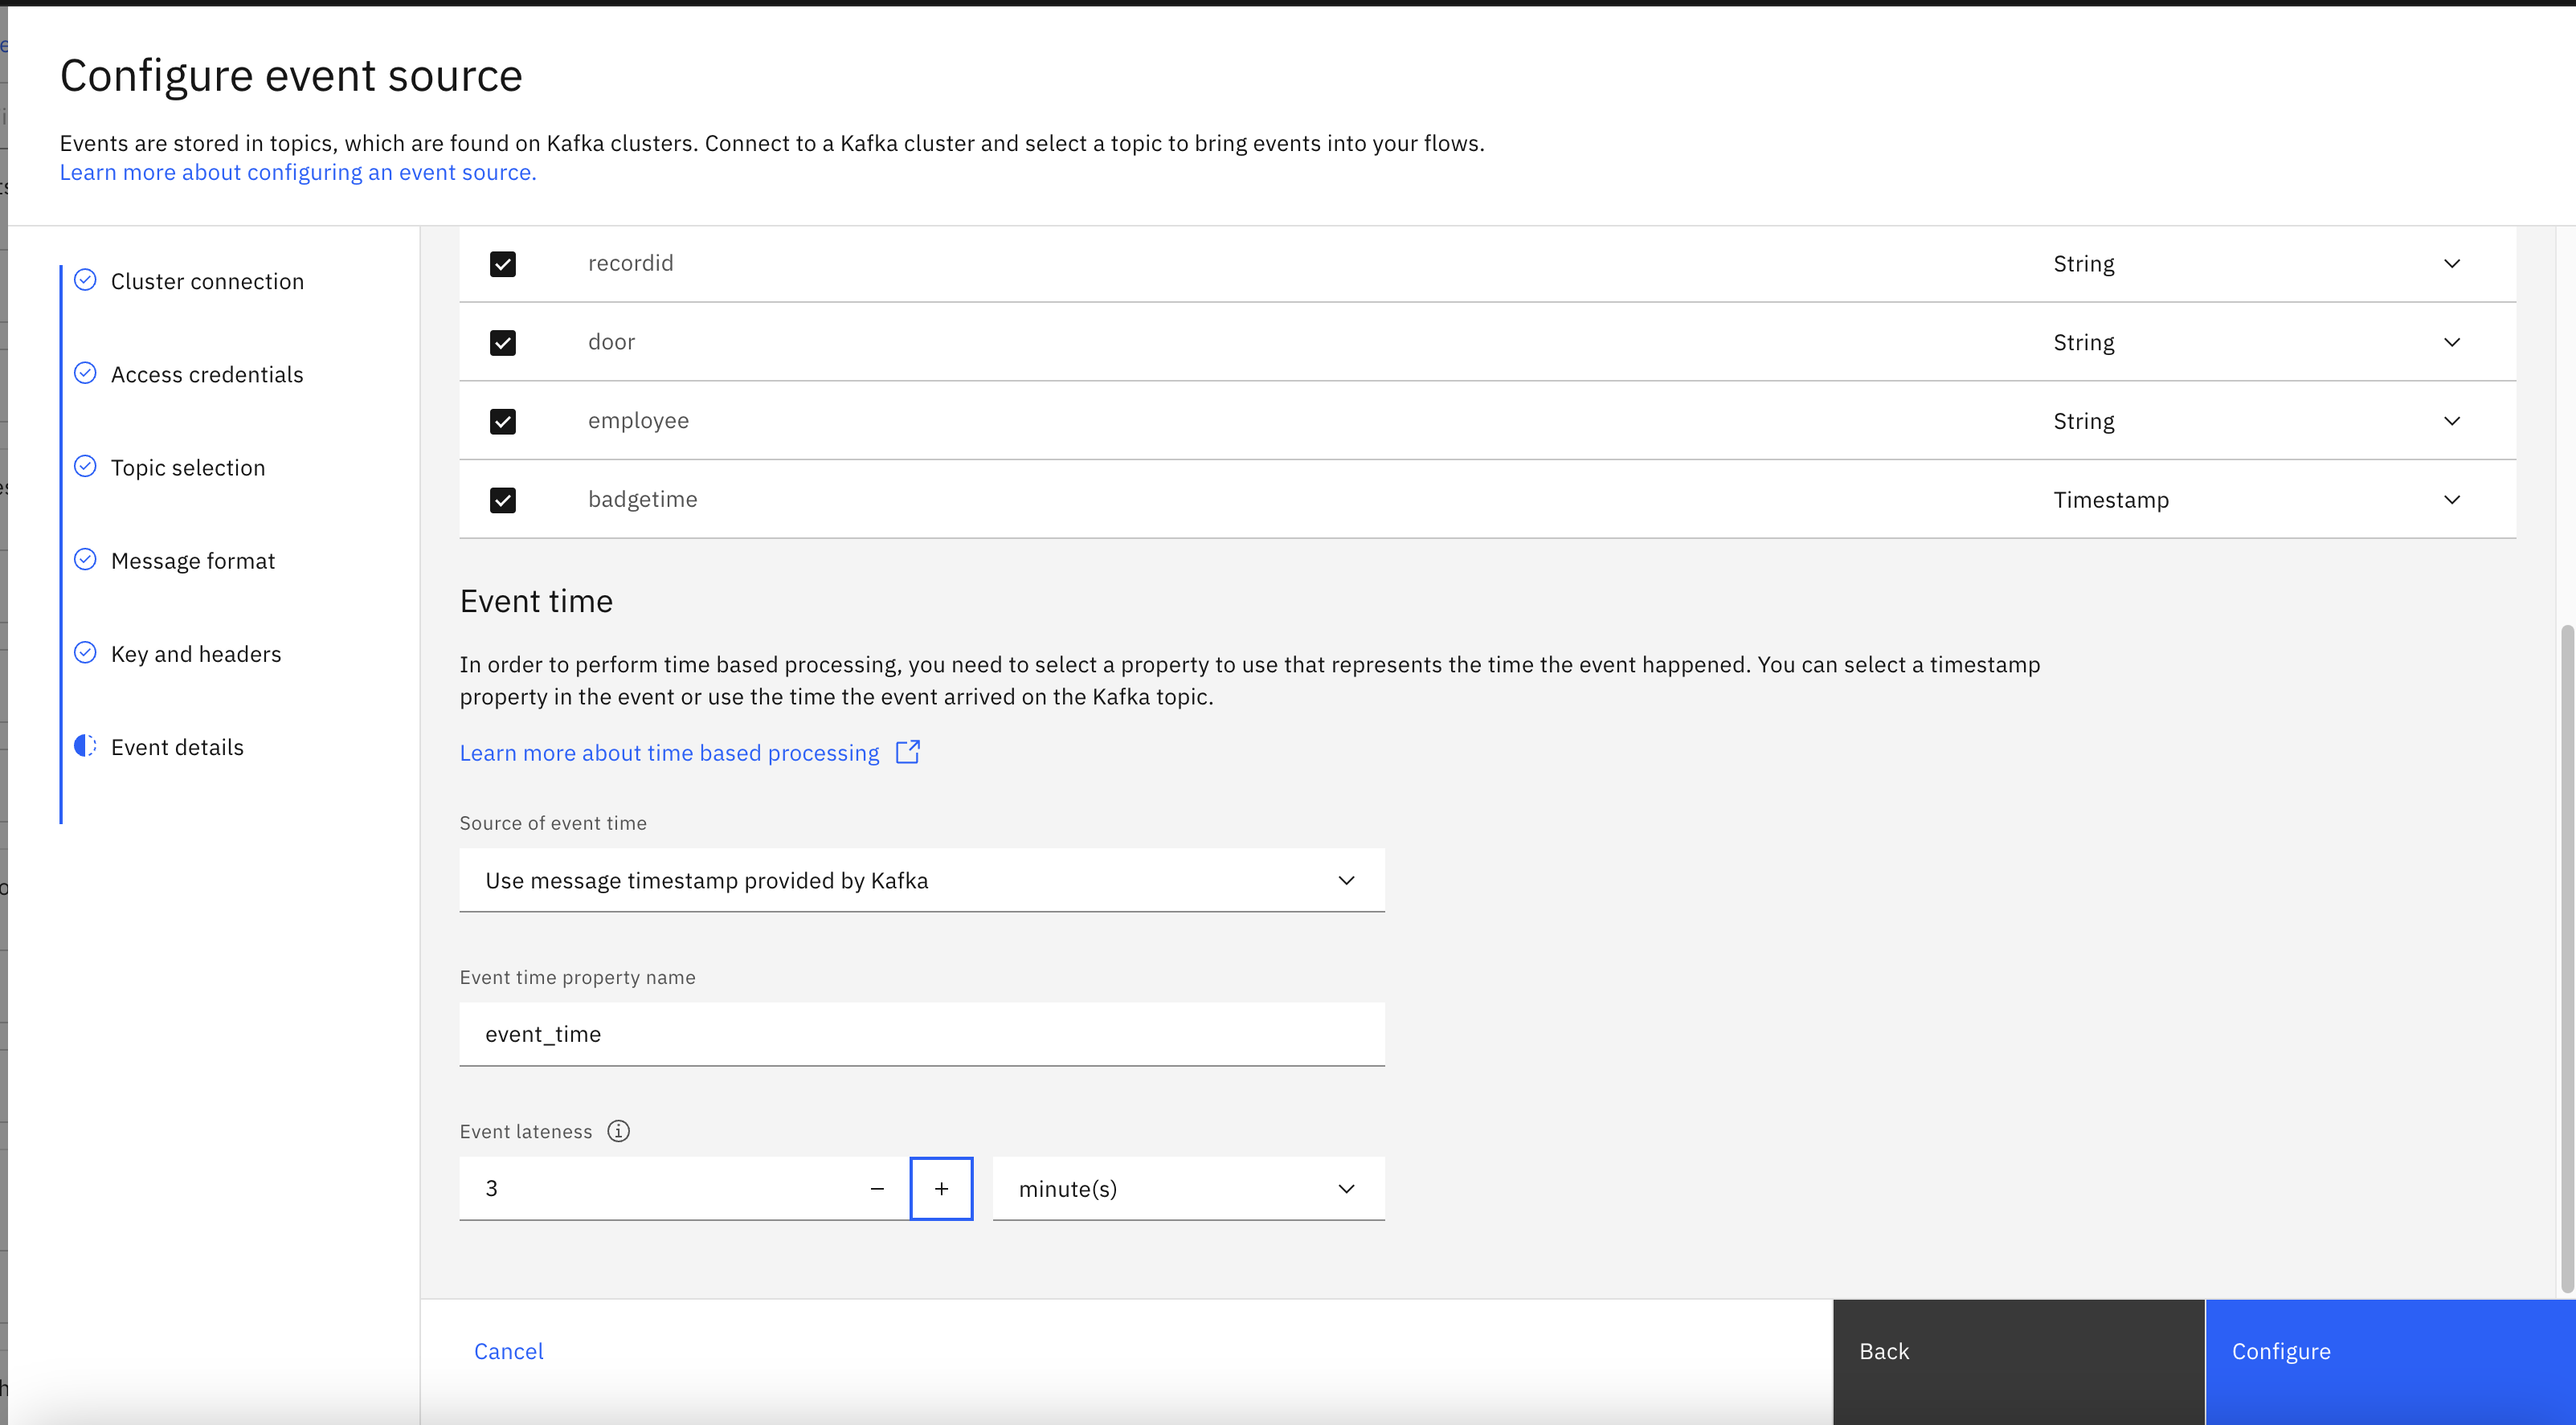 Configure event source
Events are stored in topics, which are found on Kafka clusters. Connect to a Kafka cluster and select a topic to bring events into your flows.
Learn more about configuring an event source.
Cluster connection
Access credentials
Topic selection
Message format
Key and headers
Event details
recordid String
door String
employee String
badgetime Timestamp
Event time
In order to perform time based processing, you need to select a property to use that represents the time the event happened. You can select a timestamp
property in the event or use the time the event arrived on the Kafka topic.
Learn more about time based processing
Source of event time
Use message timestamp provided by Kafka
Event time property name
event_time
Event lateness
3 − + minute(s)
Cancel
Back
Configure